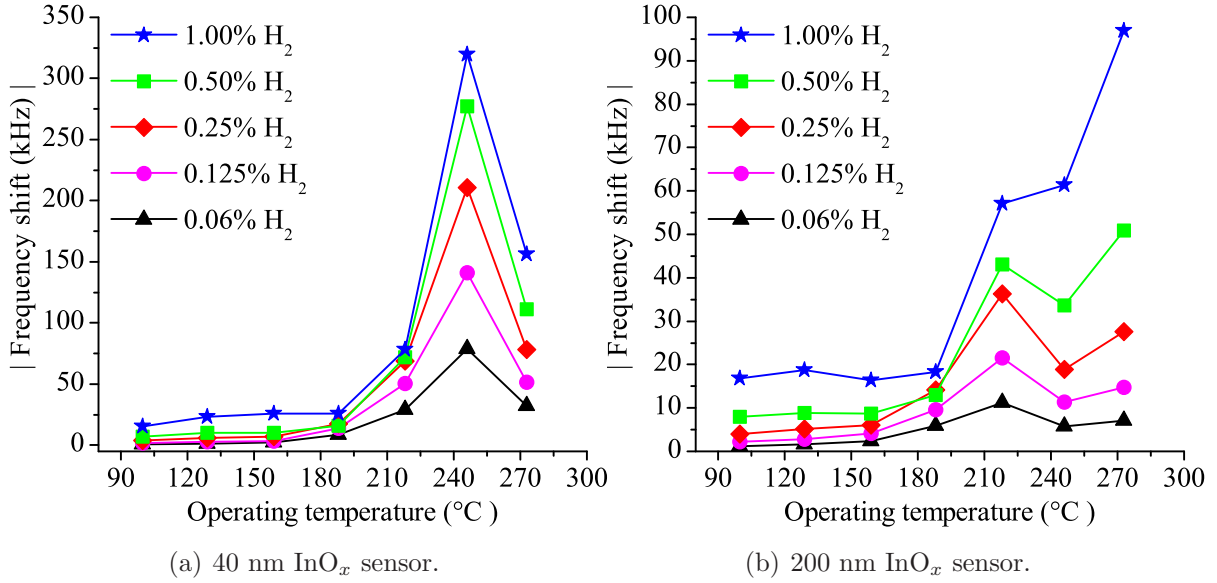 350
300
250
200
150
100
50
0
| Frequency shift (kHz) |
1.00% H₂
0.50% H₂
0.25% H₂
0.125% H₂
0.06% H₂
90 120 150 180 210 240 270 300
Operating temperature (°C )
(a) 40 nm InOₓ sensor.
100
90
80
70
60
50
40
30
20
10
0
| Frequency shift (kHz) |
1.00% H₂
0.50% H₂
0.25% H₂
0.125% H₂
0.06% H₂
90 120 150 180 210 240 270 300
Operating temperature (°C )
(b) 200 nm InOₓ sensor.